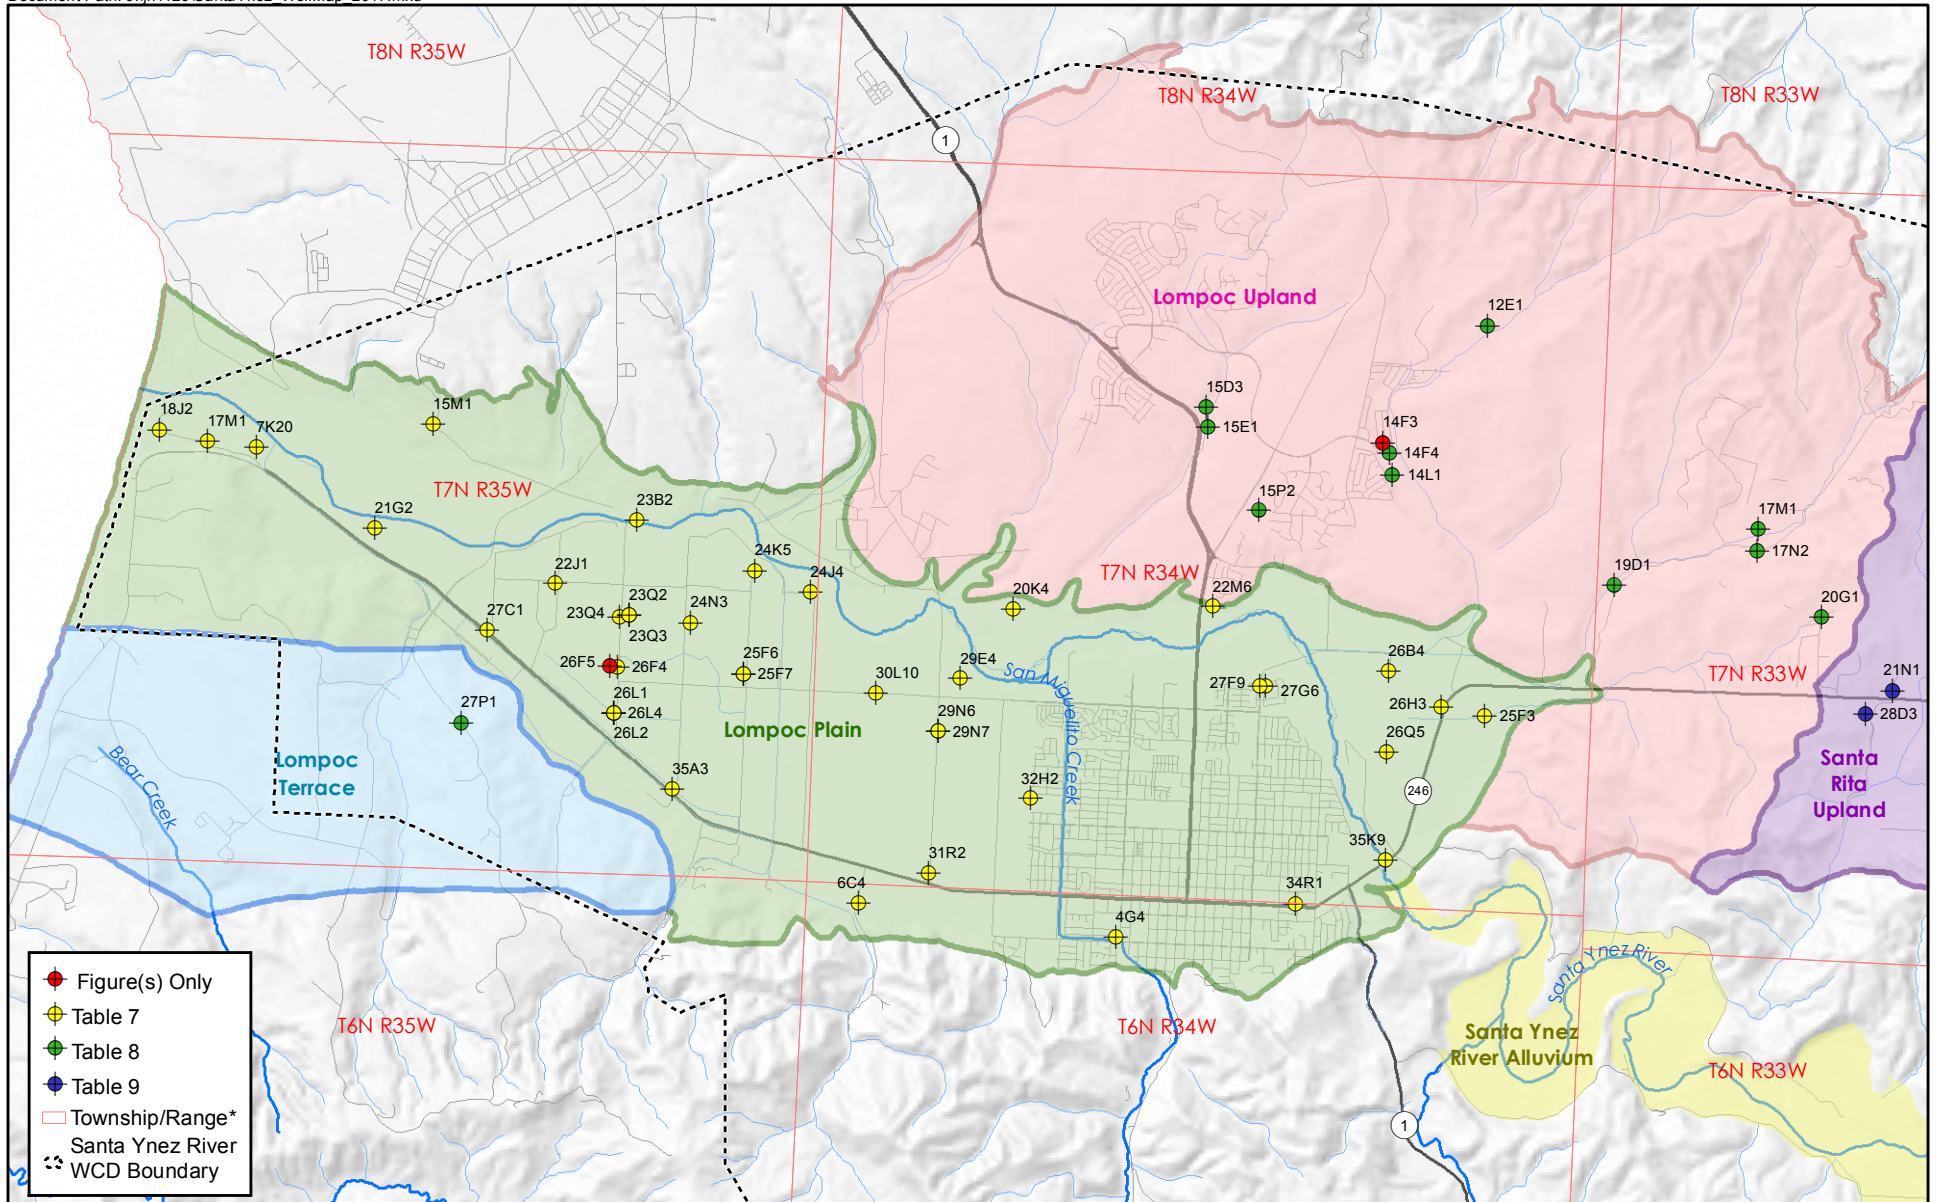 T8N R35W
T8N R34W
T8N R33W
1
Lompoc Upland
12E1
15D3
15E1
14F3
14F4
14L1
15P2
17M1
17N2
19D1
20G1
18J2
17M1
7K20
15M1
T7N R35W
21G2
23B2
24K5
24J4
22J1
23Q2
23Q4
23Q3
24N3
27C1
26F5
26F4
25F6
25F7
26L1
26L4
26L2
20K4
T7N R34W
22M6
29E4
30L10
San Miguelito Creek
27F9
27G6
26B4
26H3
25F3
26Q5
T7N R33W
21N1
28D3
29N6
29N7
Lompoc Plain
27P1
Lompoc
Terrace
Bear Creek
35A3
32H2
246
Santa
Rita
Upland
31R2
6C4
35K9
34R1
4G4
Santa Ynez River
Santa Ynez
River Alluvium
T6N R35W
T6N R34W
T6N R33W
1
Figure(s) Only
Table 7
Table 8
Table 9
Township/Range*
Santa Ynez River
WCD Boundary